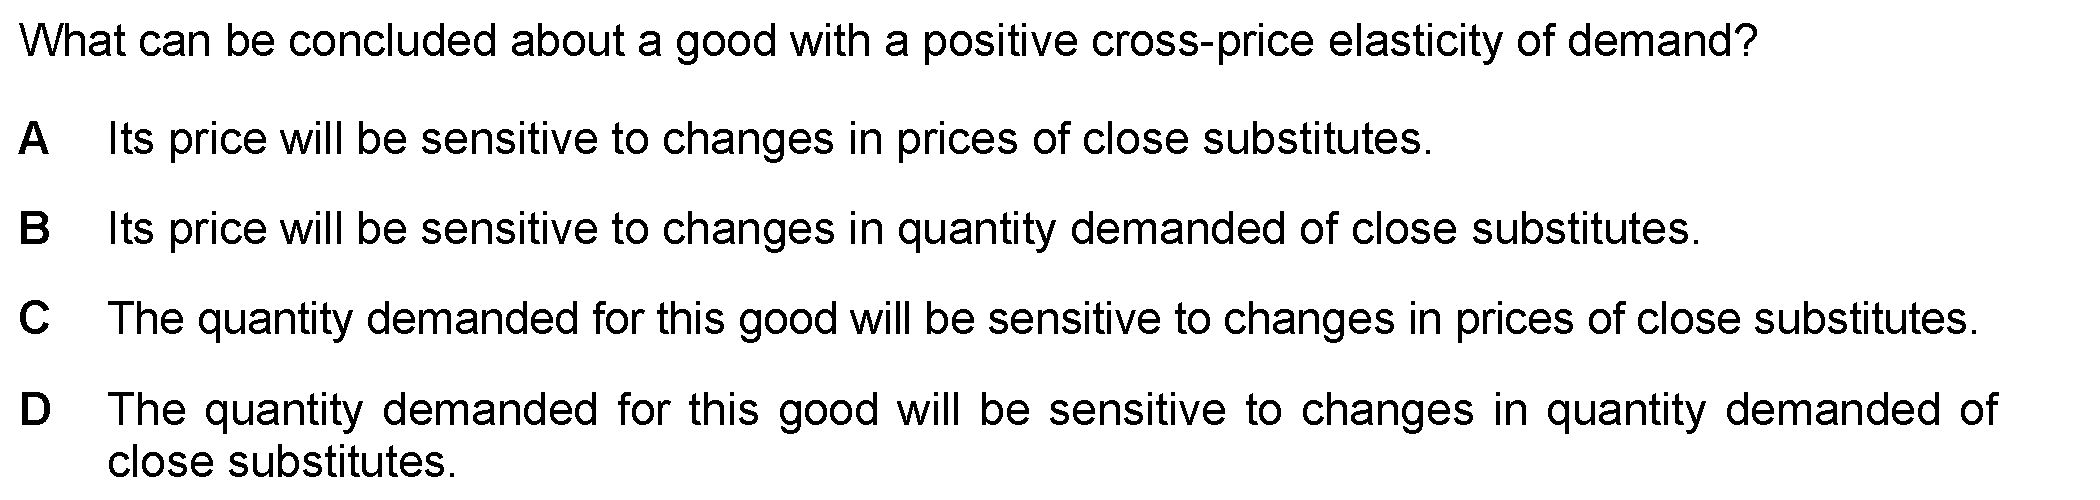 What can be concluded about a good with a positive cross-price elasticity of demand?
A Its price will be sensitive to changes in prices of close substitutes.
B Its price will be sensitive to changes in quantity demanded of close substitutes.
C The quantity demanded for this good will be sensitive to changes in prices of close substitutes.
D The quantity demanded for this good will be sensitive to changes in quantity demanded of
close substitutes.